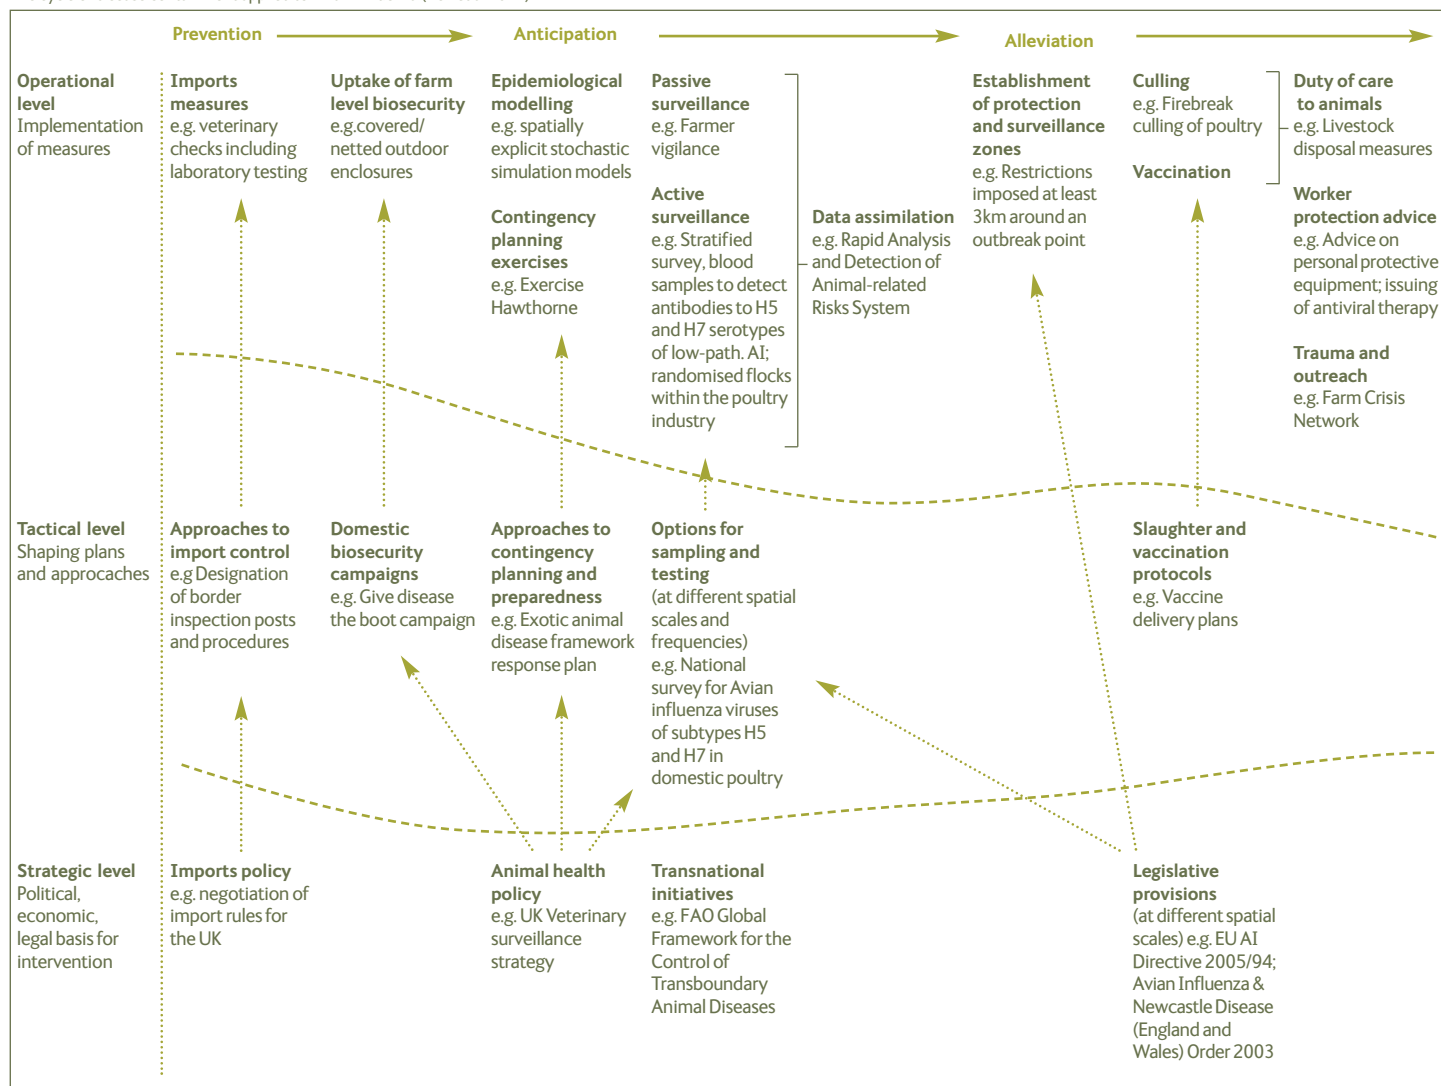 Prevention
Anticipation
Alleviation
Operational
level
Implementation
of measures
Imports
measures
e.g. veterinary
checks including
laboratory testing
Uptake of farm
level biosecurity
e.g.covered/
netted outdoor
enclosures
Epidemiological
modelling
e.g. spatially
explicit stochastic
simulation models
Contingency
planning
exercises
e.g. Exercise
Hawthorne
Passive
surveillance
e.g. Farmer
vigilance
Active
surveillance
e.g. Stratified
survey, blood
samples to detect
antibodies to H5
and H7 serotypes
of low-path. AI;
randomised flocks
within the poultry
industry
Data assimilation
e.g. Rapid Analysis
and Detection of
Animal-related
Risks System
Establishment
of protection
and surveillance
zones
e.g. Restrictions
imposed at least
3km around an
outbreak point
Culling
e.g. Firebreak
culling of poultry
Vaccination
Duty of care
to animals
e.g. Livestock
disposal measures
Worker
protection advice
e.g. Advice on
personal protective
equipment; issuing
of antiviral therapy
Trauma and
outreach
e.g. Farm Crisis
Network
Tactical level
Shaping plans
and approcaches
Approaches to
import control
e.g Designation
of border
inspection posts
and procedures
Domestic
biosecurity
campaigns
e.g. Give disease
the boot campaign
Approaches to
contingency
planning and
preparedness
e.g. Exotic animal
disease framework
response plan
Options for
sampling and
testing
(at different spatial
scales and
frequencies)
e.g. National
survey for Avian
influenza viruses
of subtypes H5
and H7 in
domestic poultry
Slaughter and
vaccination
protocols
e.g. Vaccine
delivery plans
Strategic level
Political,
economic,
legal basis for
intervention
Imports policy
e.g. negotiation of
import rules for
the UK
Animal health
policy
e.g. UK Veterinary
surveillance
strategy
Transnational
initiatives
e.g. FAO Global
Framework for the
Control of
Transboundary
Animal Diseases
Legislative
provisions
(at different spatial
scales) e.g. EU AI
Directive 2005/94;
Avian Influenza &
Newcastle Disease
(England and
Wales) Order 2003